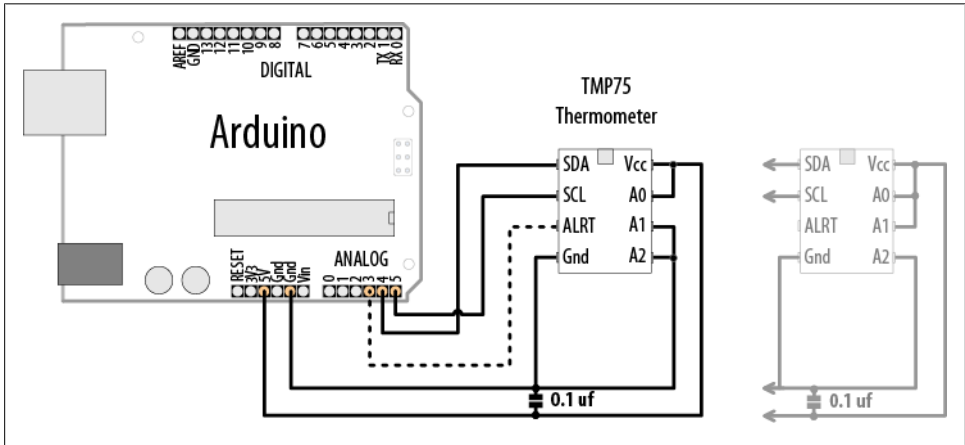 AREF
GND
13
12
11
10
9
8
7
6
5
4
3
2
TX 1
RX 0
DIGITAL
Arduino
RESET
3V3
5V
Gnd
Gnd
Vin
ANALOG
0
1
2
3
4
5
TMP75
Thermometer
SDA Vcc
SCL A0
ALRT A1
Gnd A2
0.1 uf
SDA Vcc
SCL A0
ALRT A1
Gnd A2
0.1 uf